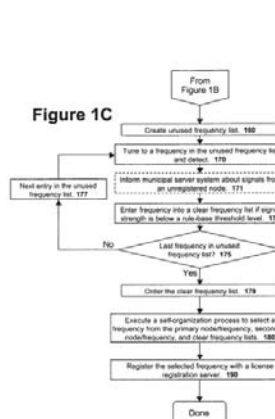 From
Figure 1B
Figure 1C
Create unused frequency list. 160
Tune to a frequency in the unused frequency lis
and detect. 170
Inform municipal server system about signals fro
an unregistered node. 171
Next entry in the unused
frequency list. 177
Enter frequency into a clear frequency list if sign
strength is below a rule-base threshold level. 17
No
Last frequency in unused
frequency list? 175
Yes
Order the clear frequency list. 179
Execute a self-organization process to select a
frequency from the primary node/frequency, secon
node/frequency, and clear frequency lists. 180
Register the selected frequency with a license
registration server. 190
Done